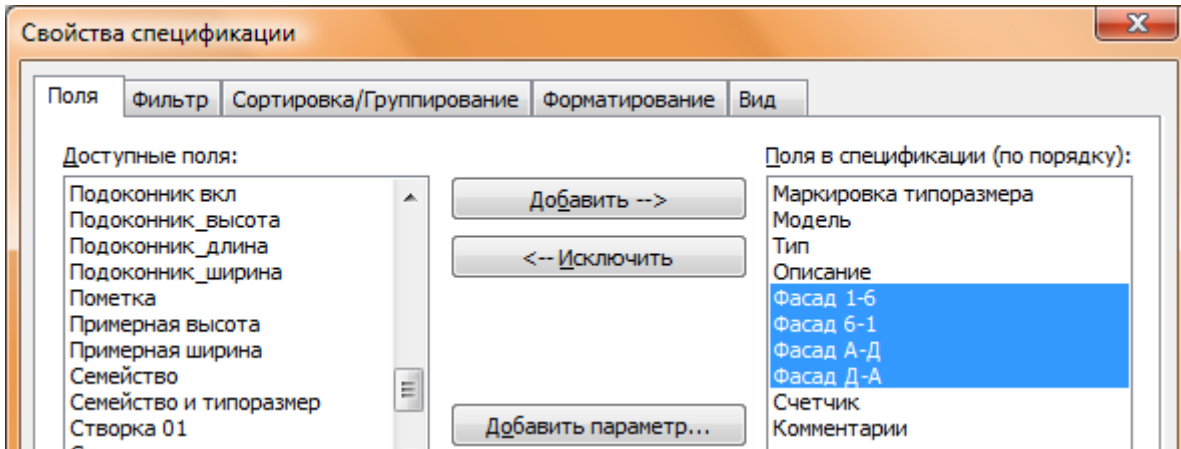 Свойства спецификации
Поля
Фильтр
Сортировка/Группирование
Форматирование
Вид
Доступные поля:
Подоконник вкл
Подоконник_высота
Подоконник_длина
Подоконник_ширина
Пометка
Примерная высота
Примерная ширина
Семейство
Семейство и типоразмер
Створка 01
Добавить -->
<-- Исключить
Добавить параметр...
Поля в спецификации (по порядку):
Маркировка типоразмера
Модель
Тип
Описание
Фасад 1-6
Фасад 6-1
Фасад А-Д
Фасад Д-А
Счетчик
Комментарии